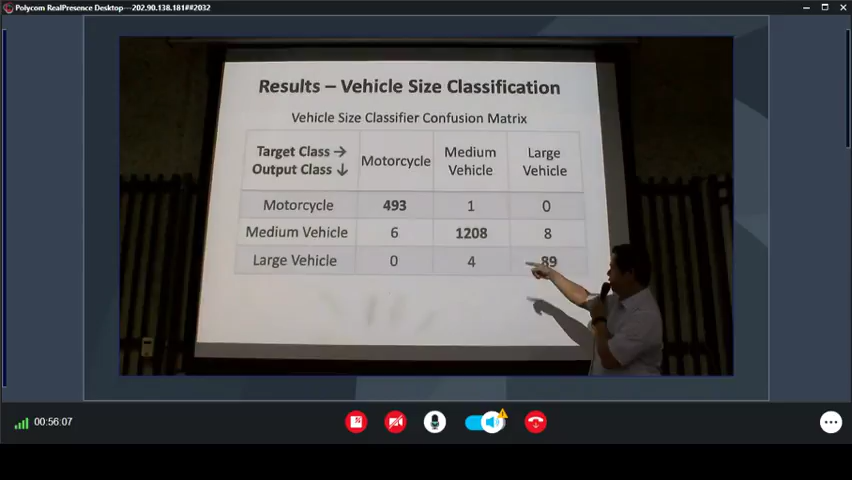 Polycom RealPresence Desktop--202.90.138.181##2032
Results – Vehicle Size Classification
Vehicle Size Classifier Confusion Matrix
Target Class →
Output Class ↓
Motorcycle
Medium Vehicle
Large Vehicle
Motorcycle 493 1 0
Medium Vehicle 6 1208 8
Large Vehicle 0 4 89
00:56:07